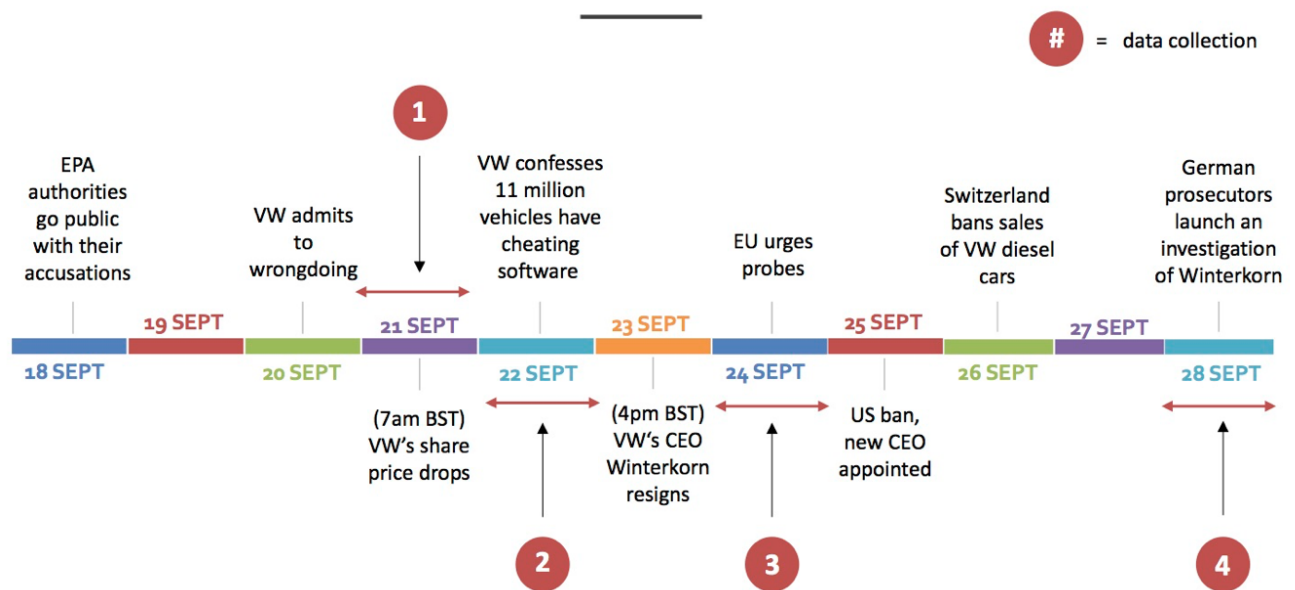 #
= data collection
1
EPA
authorities
go public
with their
accusations
VW admits
to
wrongdoing
VW confesses
11 million
vehicles have
cheating
software
EU urges
probes
Switzerland
bans sales
of VW diesel
cars
German
prosecutors
launch an
investigation
of Winterkorn
18 SEPT
19 SEPT
20 SEPT
21 SEPT
22 SEPT
23 SEPT
24 SEPT
25 SEPT
26 SEPT
27 SEPT
28 SEPT
(7am BST)
VW's share
price drops
(4pm BST)
VW's CEO
Winterkorn
resigns
US ban,
new CEO
appointed
2
3
4